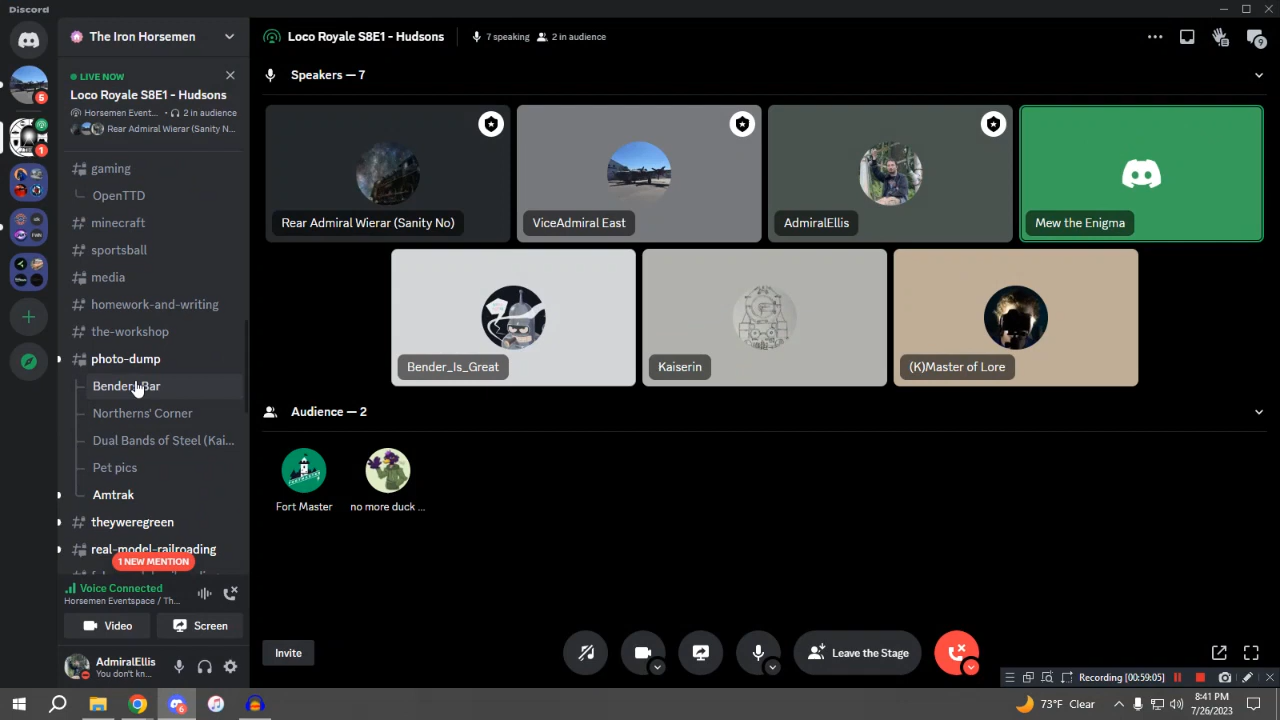 Discord
The Iron Horsemen
LIVE NOW
Loco Royale S8E1 - Hudsons
Horsemen Event... · 2 in audience
Rear Admiral Wierar (Sanity N...
gaming
OpenTTD
minecraft
sportsball
media
homework-and-writing
the-workshop
photo-dump
Northerns' Corner
Dual Bands of Steel (Kai...
Pet pics
Amtrak
theyweregreen
real-model-railroading
1 NEW MENTION
Voice Connected
Horsemen Eventspace / Th...
Video
Screen
AdmiralEllis
You don't kn...
Loco Royale S8E1 - Hudsons
7 speaking 2 in audience
9
6
1
Speakers — 7
Rear Admiral Wierar (Sanity No)
ViceAdmiral East
AdmiralEllis
Mew the Enigma
Bender_Is_Great
Kaiserin
(K)Master of Lore
Audience — 2
Fort Master
no more duck ...
Invite
Leave the Stage
Recording [00:59:05]
73°F Clear
8:41 PM
7/26/2023